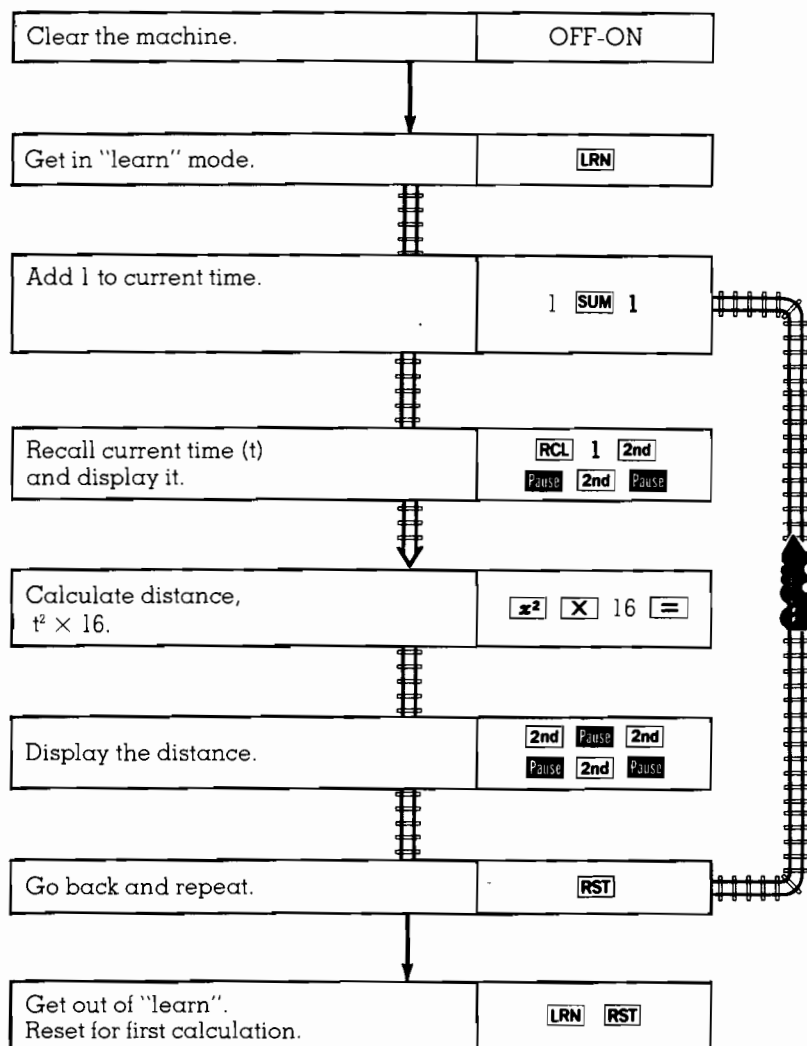 Clear the machine.
OFF-ON
Get in "learn" mode.
LRN
Add 1 to current time.
1 SUM 1
Recall current time (t)
and display it.
RCL 1 2nd
Pause 2nd Pause
Calculate distance,
t² × 16.
x² X 16 =
Display the distance.
2nd Pause 2nd
Pause 2nd Pause
Go back and repeat.
RST
Get out of "learn".
Reset for first calculation.
LRN RST